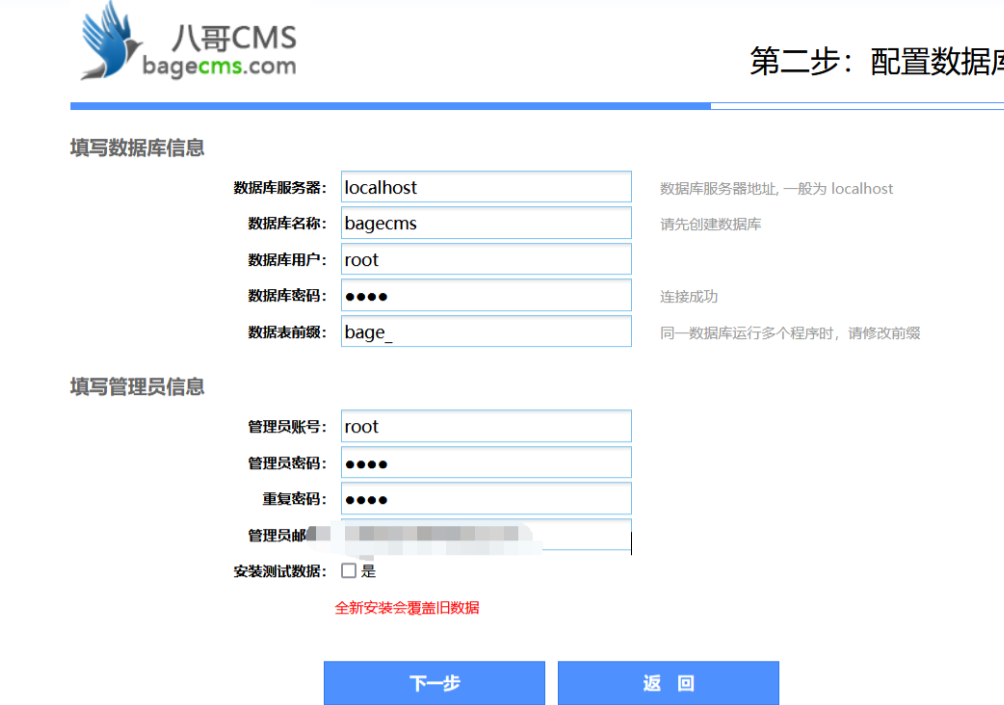 八哥CMS
bagecms.com
第二步：配置数据库
填写数据库信息
数据库服务器： localhost 数据库服务器地址, 一般为 localhost
数据库名称： bagecms 请先创建数据库
数据库用户： root
数据库密码： ●●●● 连接成功
数据表前缀： bage_ 同一数据库运行多个程序时，请修改前缀
填写管理员信息
管理员账号： root
管理员密码： ●●●●
重复密码： ●●●●
管理员邮
安装测试数据： 是
全新安装会覆盖旧数据
下一步 返 回